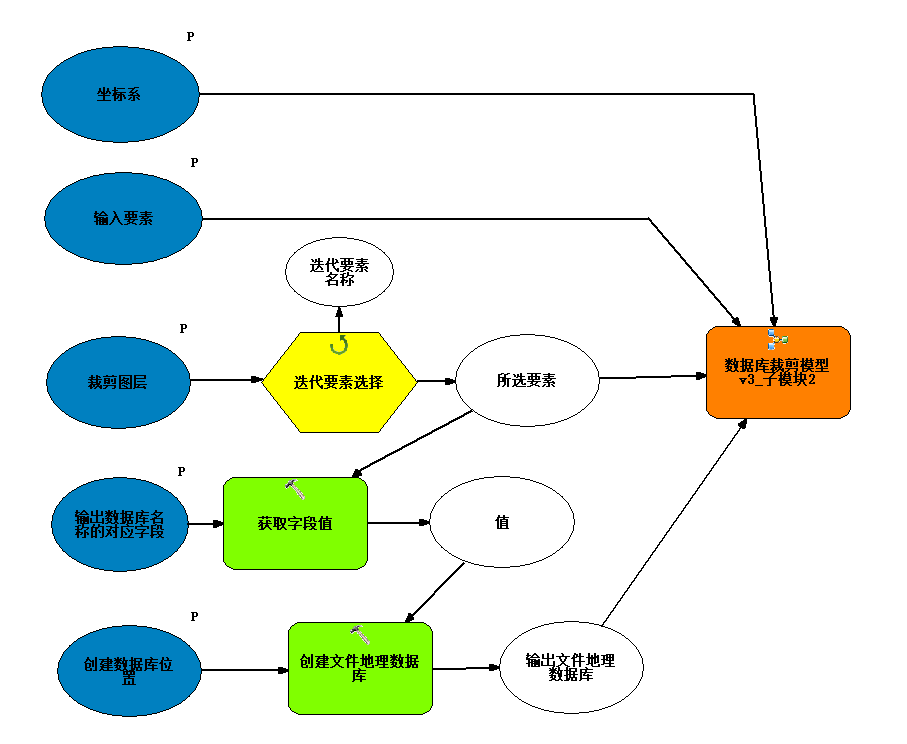 P
坐标系
P
输入要素
迭代要素
名称
P
裁剪图层
迭代要素选择
所选要素
数据库裁剪模型
v3_子模块2
P
输出数据库名
称的对应字段
获取字段值
值
P
创建数据库位
置
创建文件地理数据
库
输出文件地理
数据库